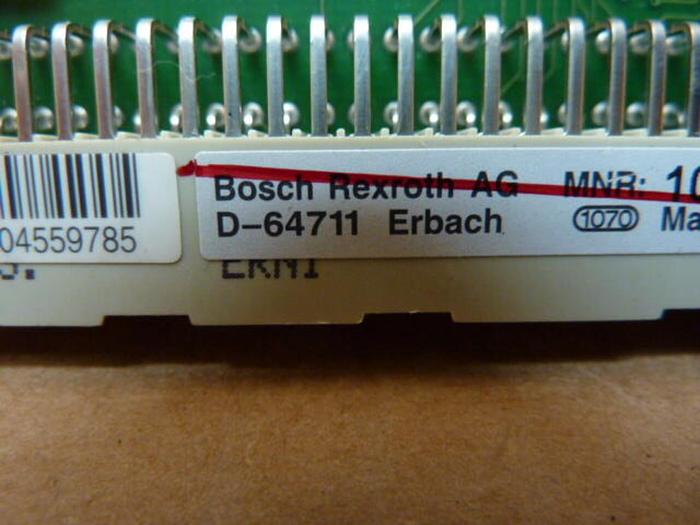 04559785
Bosch Rexroth AG MNR: 10
D-64711 Erbach 1070 Ma
ERNI